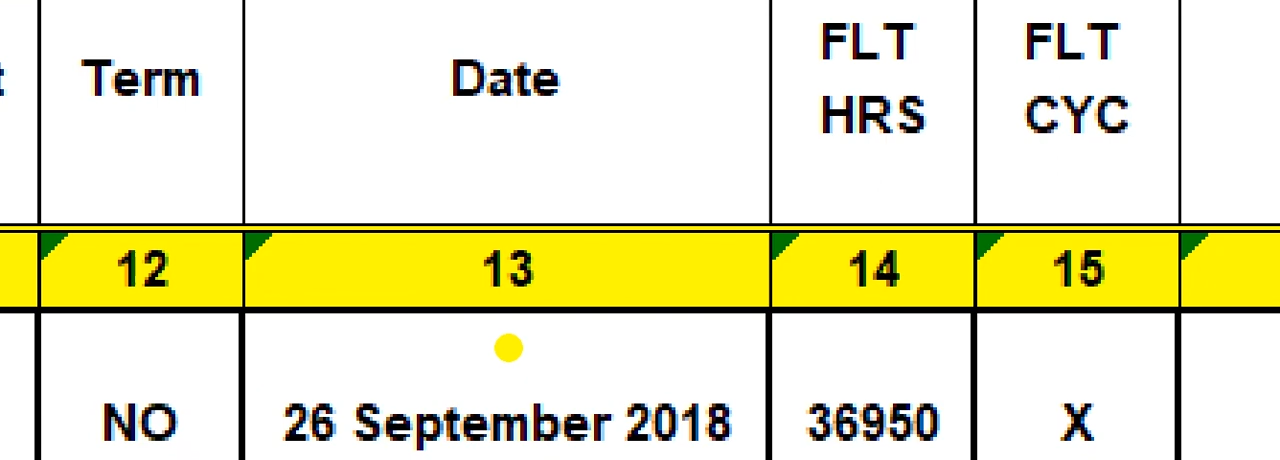 Term Date FLT HRS FLT CYC
12 13 14 15
NO 26 September 2018 36950 X